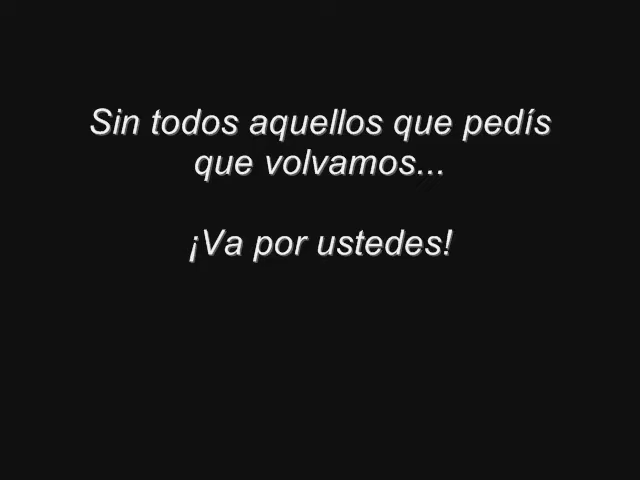 Sin todos aquellos que pedís
que volvamos...
¡Va por ustedes!